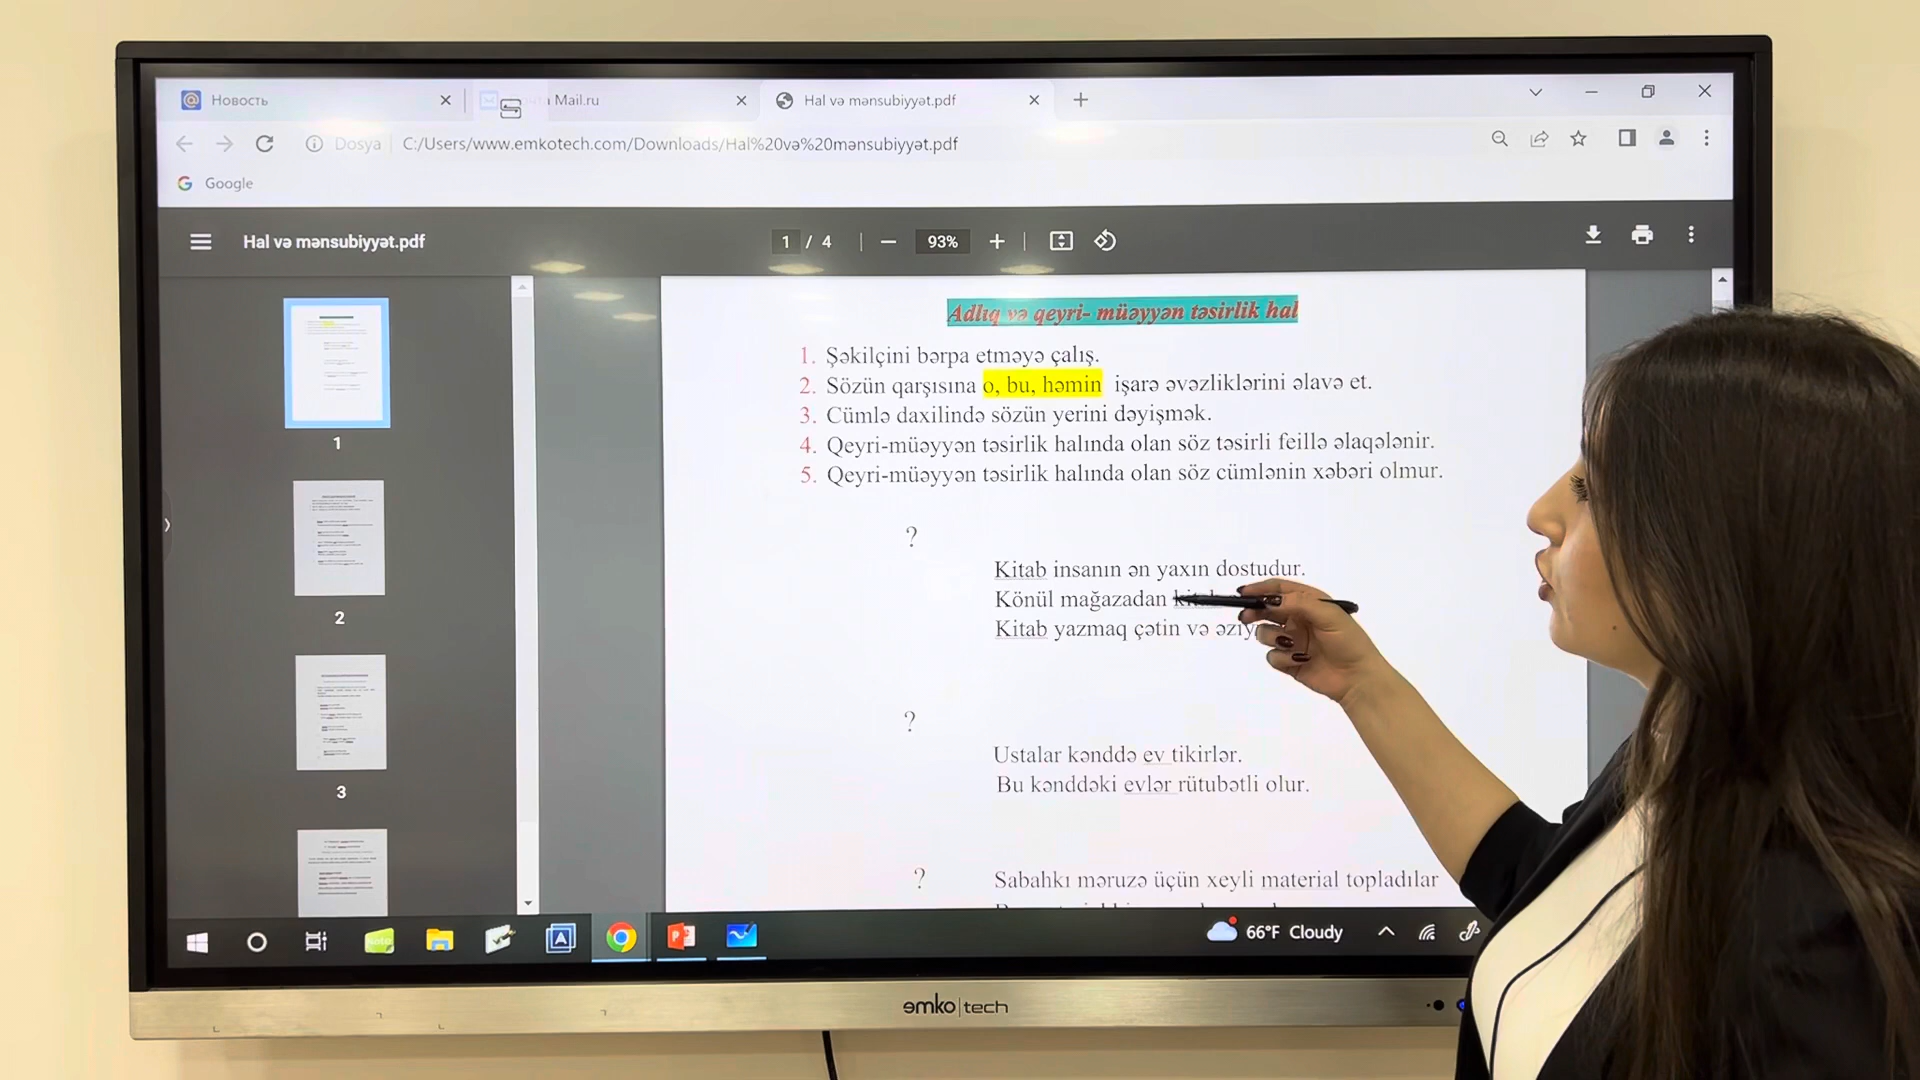 Новость
Mail.ru
Hal və mənsubiyyət.pdf
Dosya C:/Users/www.emkotech.com/Downloads/Hal%20və%20mənsubiyyət.pdf
Google
Hal və mənsubiyyət.pdf
1 / 4
93%
Adlıq və qeyri- müəyyən təsirlik hal
1. Şəkilçini bərpa etməyə çalış.
2. Sözün qarşısına o, bu, həmin işarə əvəzliklərini əlavə et.
3. Cümlə daxilində sözün yerini dəyişmək.
4. Qeyri-müəyyən təsirlik halında olan söz təsirli feillə əlaqələnir.
5. Qeyri-müəyyən təsirlik halında olan söz cümlənin xəbəri olmur.
?
Kitab insanın ən yaxın dostudur.
Könül mağazadan
Kitab yazmaq çətin və
?
Ustalar kənddə ev tikirlər.
Bu kənddəki evlər rütubətli olur.
?
Sabahkı məruzə üçün xeyli material topladılar
1
2
3
66°F Cloudy
emko|tech